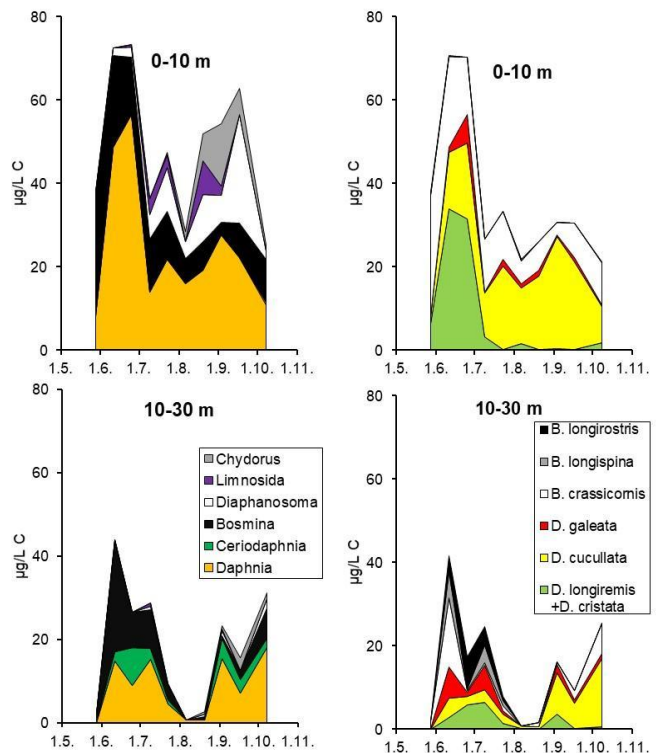 80
0-10 m
60
µg/L C
40
20
0
1.5. 1.6. 1.7. 1.8. 1.9. 1.10. 1.11.
80
0-10 m
60
µg/L C
40
20
0
1.5. 1.6. 1.7. 1.8. 1.9. 1.10. 1.11.
80
10-30 m
60
µg/L C
40
20
0
Chydorus
Limnosida
Diaphanosoma
Bosmina
Ceriodaphnia
Daphnia
1.5. 1.6. 1.7. 1.8. 1.9. 1.10. 1.11.
80
10-30 m
60
µg/L C
40
20
0
B. longirostris
B. longispina
B. crassicornis
D. galeata
D. cucullata
D. longiremis
+D. cristata
1.5. 1.6. 1.7. 1.8. 1.9. 1.10. 1.11.